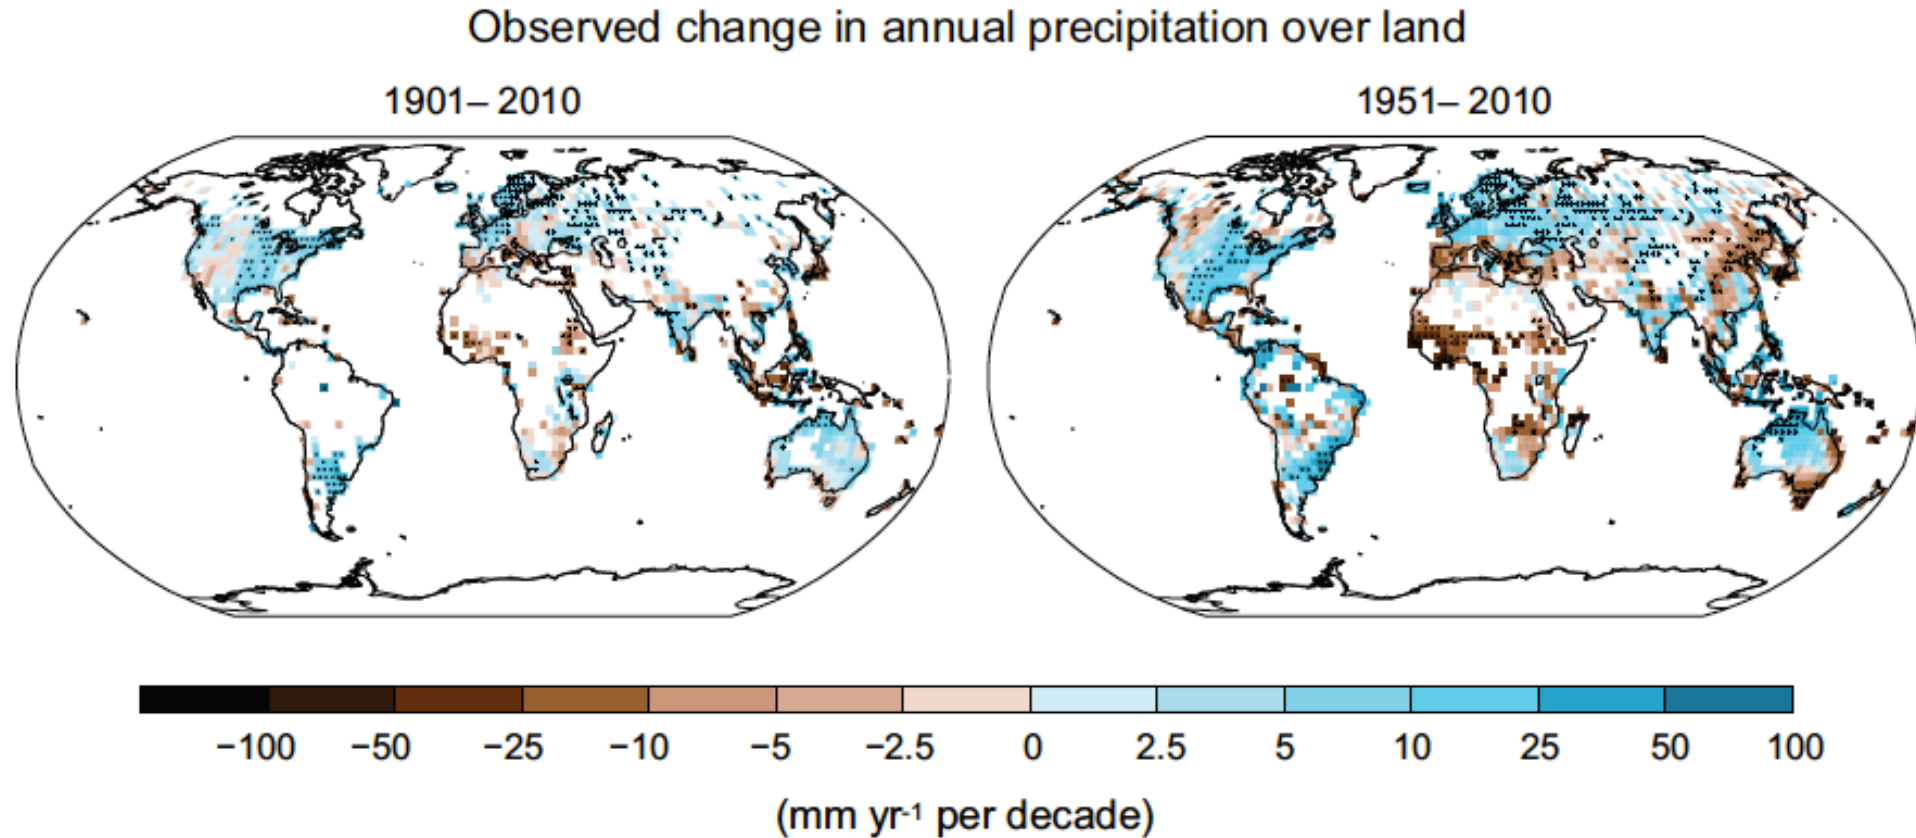 Observed change in annual precipitation over land
1901– 2010
1951– 2010
−100 −50 −25 −10 −5 −2.5 0 2.5 5 10 25 50 100
(mm yr-1 per decade)